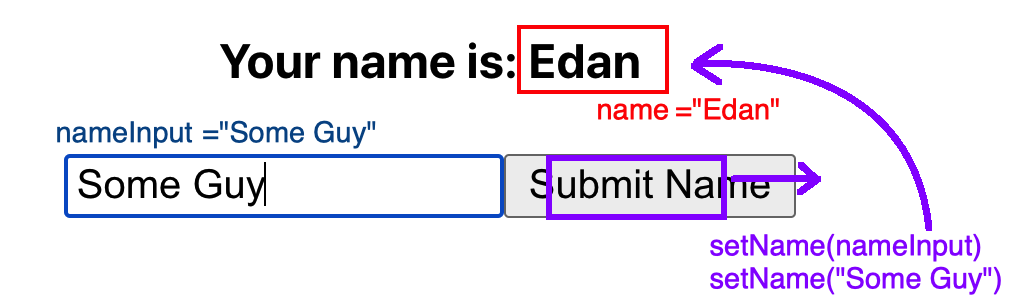 Your name is: Edan
name ="Edan"
nameInput ="Some Guy"
Some Guy
Submit Name
setName(nameInput)
setName("Some Guy")